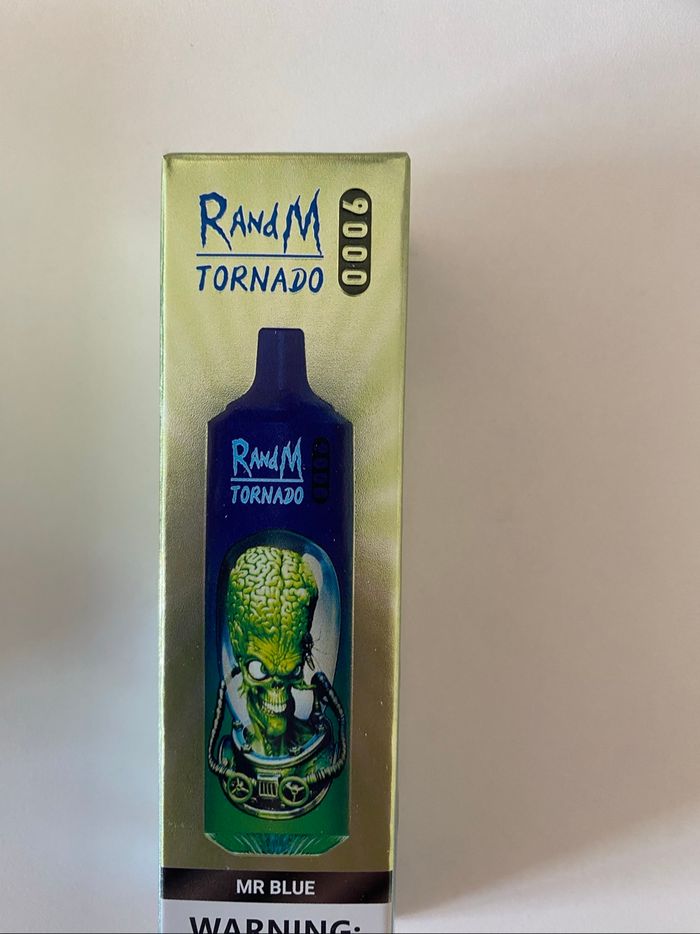 RandM
TORNADO
9000
RandM
TORNADO
MR BLUE
WARNING: